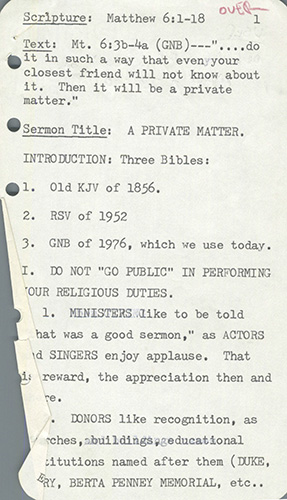 OVER
Scripture: Matthew 6:1-18 1
Text: Mt. 6:3b-4a (GNB)---"....do
it in such a way that even your
closest friend will not know about
it. Then it will be a private
matter."
Sermon Title: A PRIVATE MATTER.
INTRODUCTION: Three Bibles:
1. Old KJV of 1856.
2. RSV of 1952
3. GNB of 1976, which we use today.
I. DO NOT "GO PUBLIC" IN PERFORMING
YOUR RELIGIOUS DUTIES.
1. MINISTERS like to be told
hat was a good sermon," as ACTORS
d SINGERS enjoy applause. That
reward, the appreciation then and
re.
. DONORS like recognition, as
rches, buildings, educational
titutions named after them (DUKE,
RY, BERTA PENNEY MEMORIAL, etc..